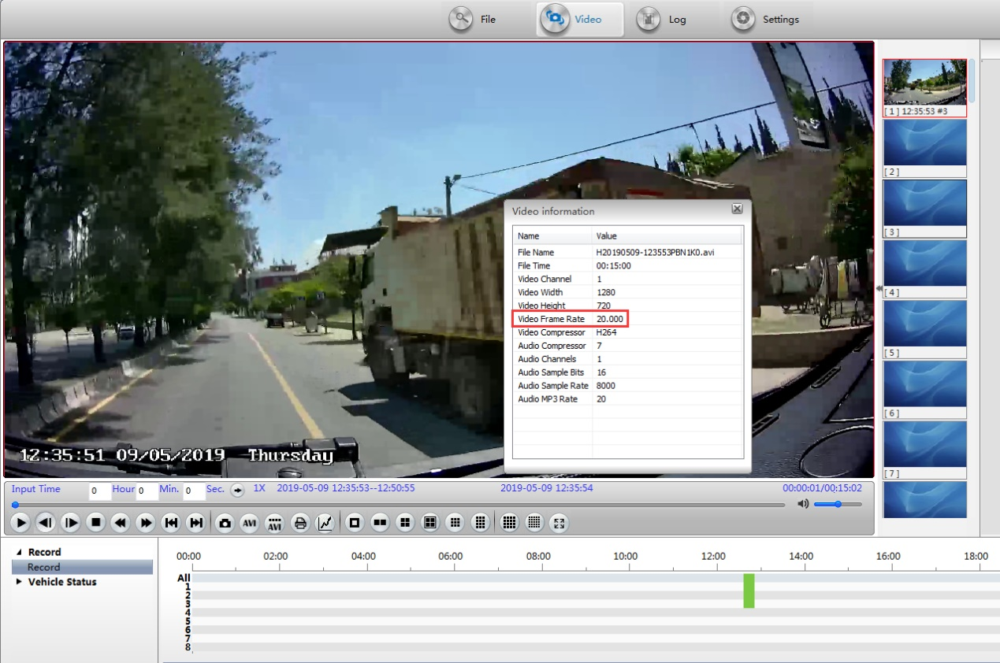 File Video Log Settings
[ 1 ] 12:35:53 #3
[ 2 ]
[ 3 ]
[ 4 ]
[ 5 ]
[ 6 ]
[ 7 ]
Video information
Name Value
File Name H20190509-123553PBN1K0.avi
File Time 00:15:00
Video Channel 1
Video Width 1280
Video Height 720
Video Frame Rate 20.000
Video Compressor H264
Audio Compressor 7
Audio Channels 1
Audio Sample Bits 16
Audio Sample Rate 8000
Audio MP3 Rate 20
12:35:51 09/05/2019 Thursday
Input Time 0 Hour 0 Min. 0 Sec. 1X 2019-05-09 12:35:53--12:50:55 2019-05-09 12:35:54 00:00:01/00:15:02
AVI AVI
Record
Record
Vehicle Status
00:00 02:00 04:00 06:00 08:00 10:00 12:00 14:00 16:00 18:00
All
1
2
3
4
5
6
7
8